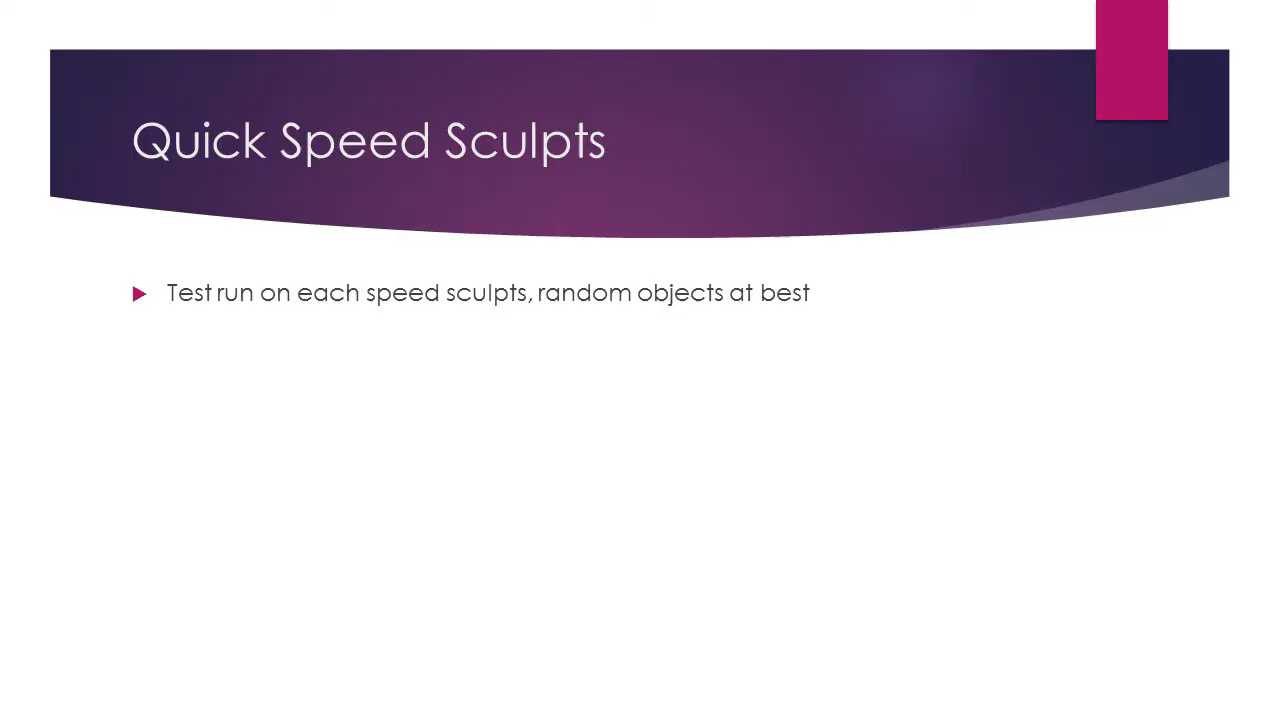 Quick Speed Sculpts
Test run on each speed sculpts, random objects at best